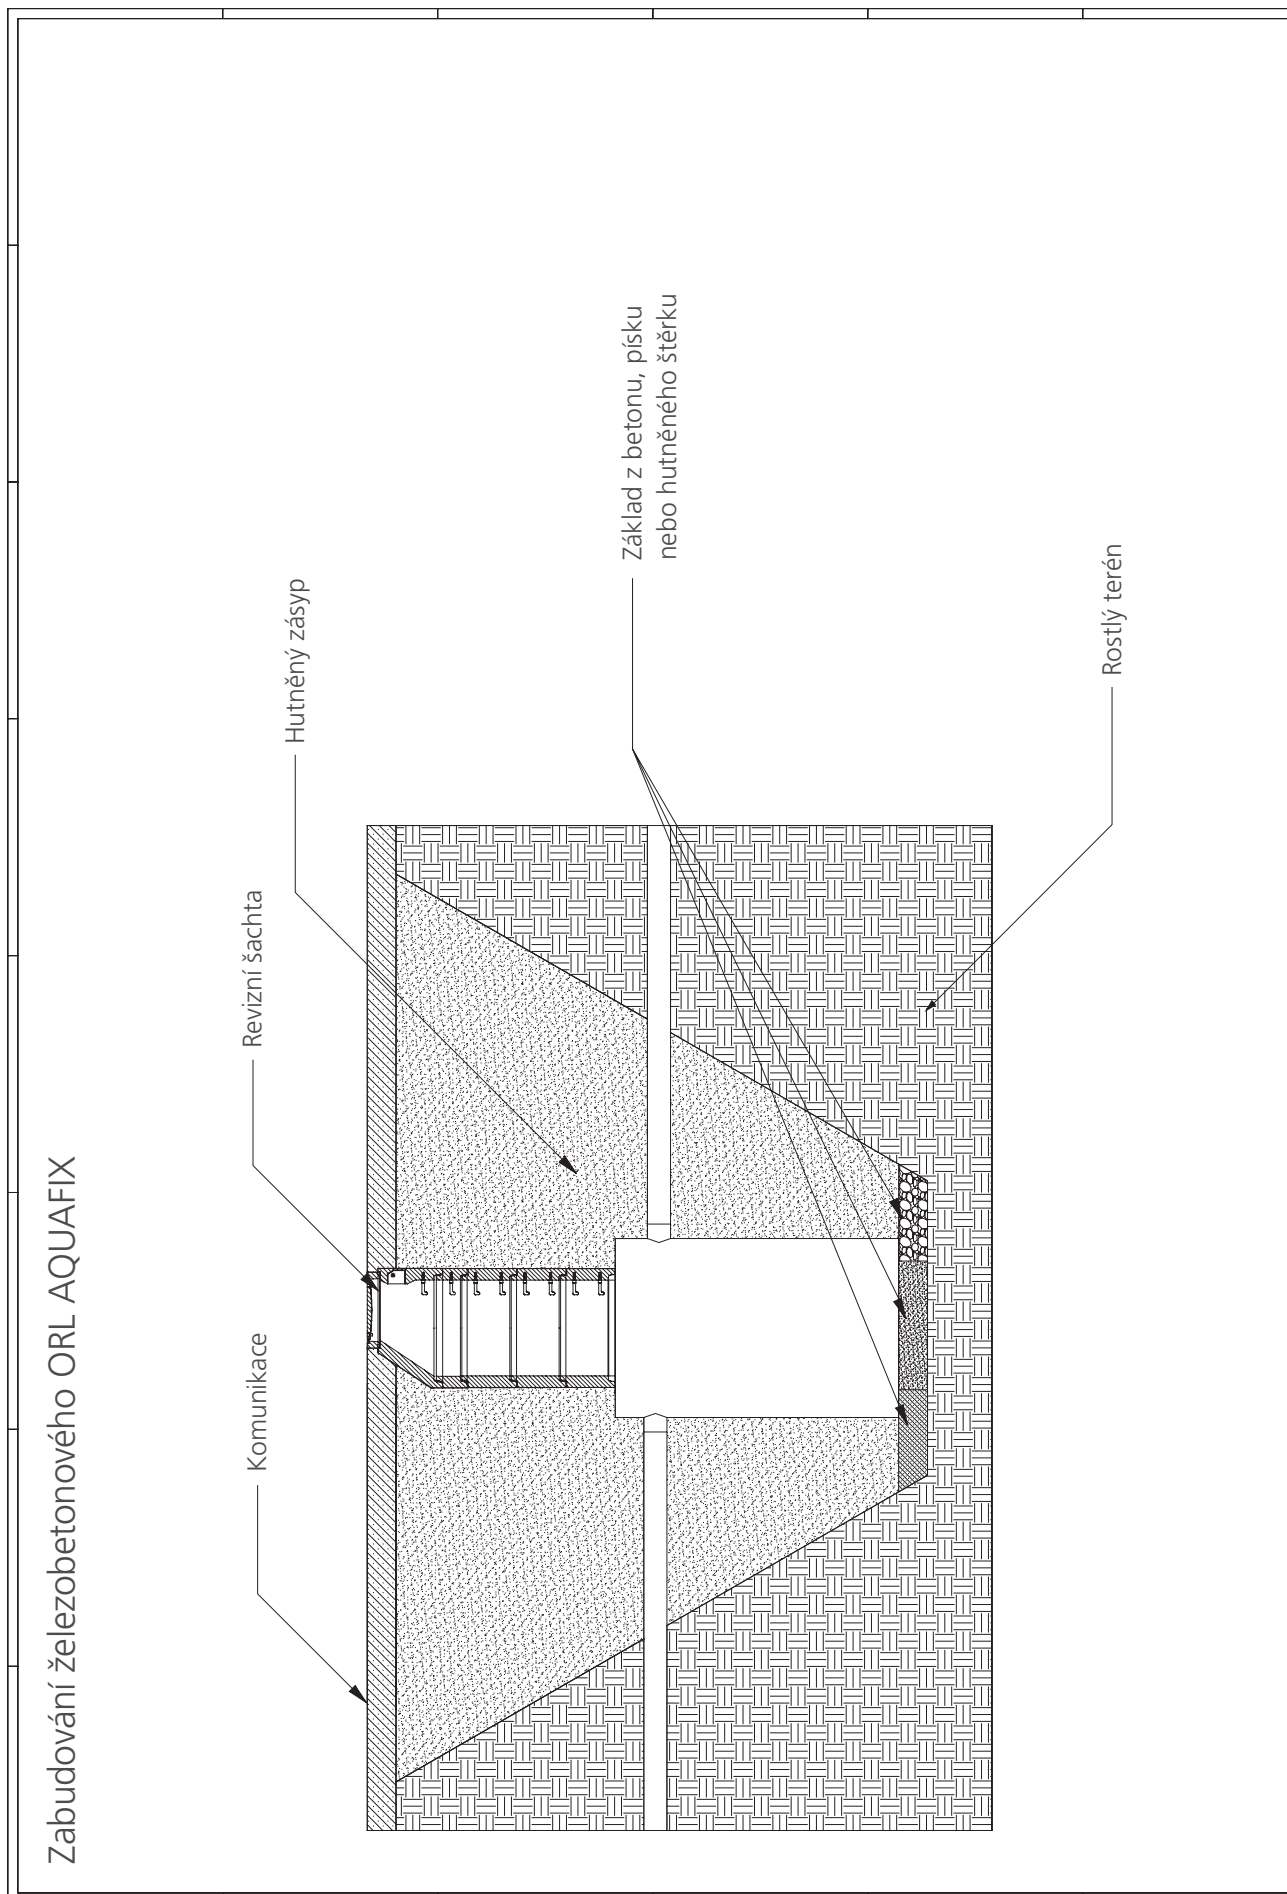 Zabudování železobetonového ORL AQUAFIX
Komunikace
Revizní šachta
Hutněný zásyp
Základ z betonu, písku
nebo hutněného štěrku
Rostlý terén